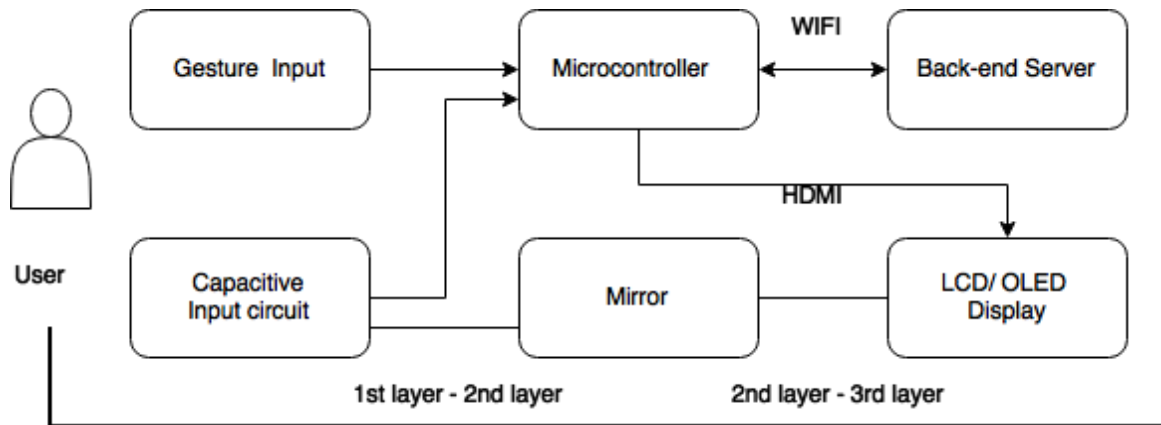 WIFI
Gesture Input
Microcontroller
Back-end Server
HDMI
User
Capacitive
Input circuit
Mirror
LCD/ OLED
Display
1st layer - 2nd layer
2nd layer - 3rd layer